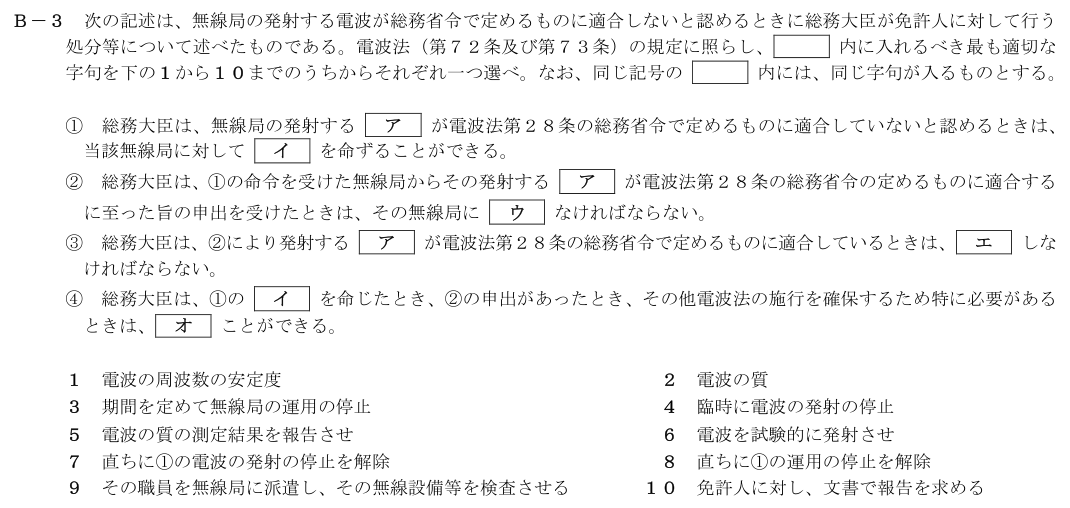 Ｂ－３　次の記述は、無線局の発射する電波が総務省令で定めるものに適合しないと認めるときに総務大臣が免許人に対して行う
処分等について述べたものである。電波法（第７２条及び第７３条）の規定に照らし、 内に入れるべき最も適切な
字句を下の１から１０までのうちからそれぞれ一つ選べ。なお、同じ記号の 内には、同じ字句が入るものとする。
①　総務大臣は、無線局の発射する ア が電波法第２８条の総務省令で定めるものに適合していないと認めるときは、
当該無線局に対して イ を命ずることができる。
②　総務大臣は、①の命令を受けた無線局からその発射する ア が電波法第２８条の総務省令の定めるものに適合する
に至った旨の申出を受けたときは、その無線局に ウ なければならない。
③　総務大臣は、②により発射する ア が電波法第２８条の総務省令で定めるものに適合しているときは、 エ しな
ければならない。
④　総務大臣は、①の イ を命じたとき、②の申出があったとき、その他電波法の施行を確保するため特に必要がある
ときは、 オ ことができる。
１　電波の周波数の安定度　２　電波の質
３　期間を定めて無線局の運用の停止　４　臨時に電波の発射の停止
５　電波の質の測定結果を報告させ　６　電波を試験的に発射させ
７　直ちに①の電波の発射の停止を解除　８　直ちに①の運用の停止を解除
９　その職員を無線局に派遣し、その無線設備等を検査させる　１０　免許人に対し、文書で報告を求める